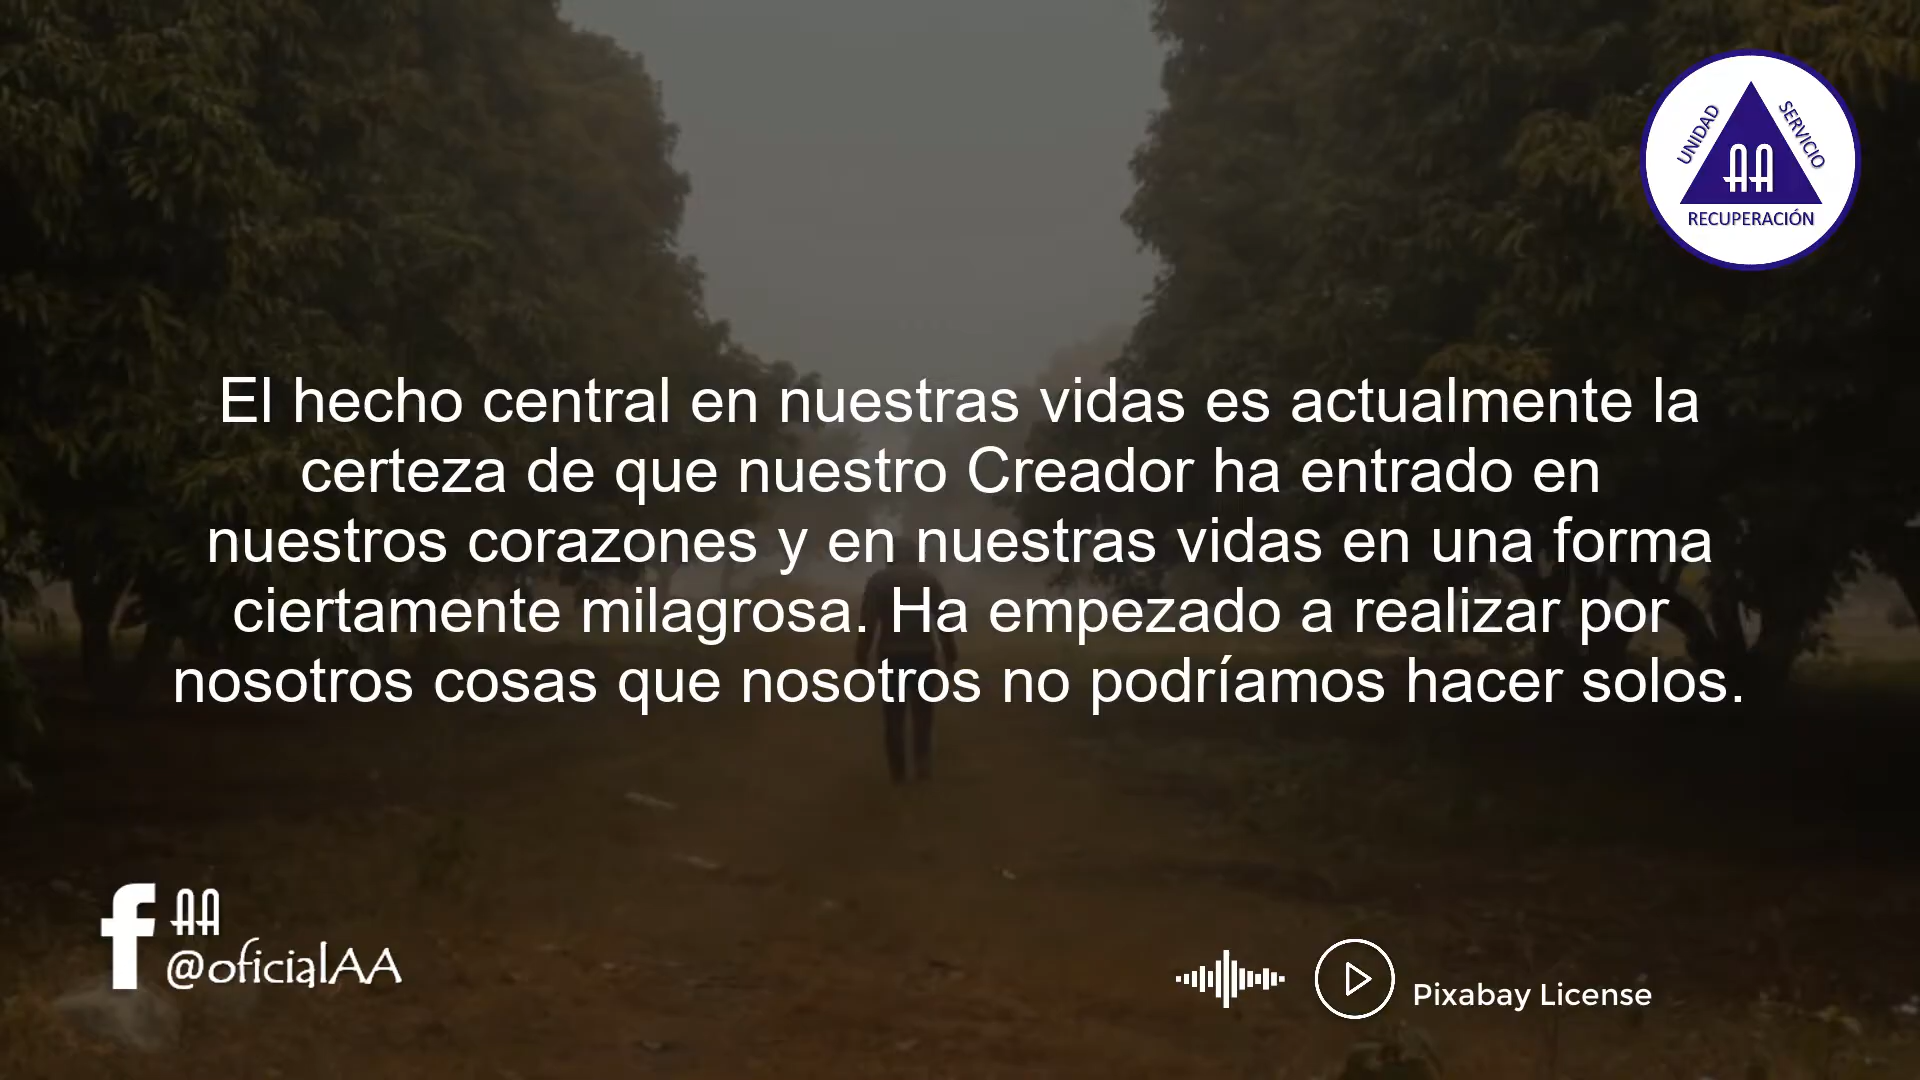 UNIDAD
SERVICIO
AA
RECUPERACIÓN
El hecho central en nuestras vidas es actualmente la
certeza de que nuestro Creador ha entrado en
nuestros corazones y en nuestras vidas en una forma
ciertamente milagrosa. Ha empezado a realizar por
nosotros cosas que nosotros no podríamos hacer solos.
f AA
@oficialAA
Pixabay License